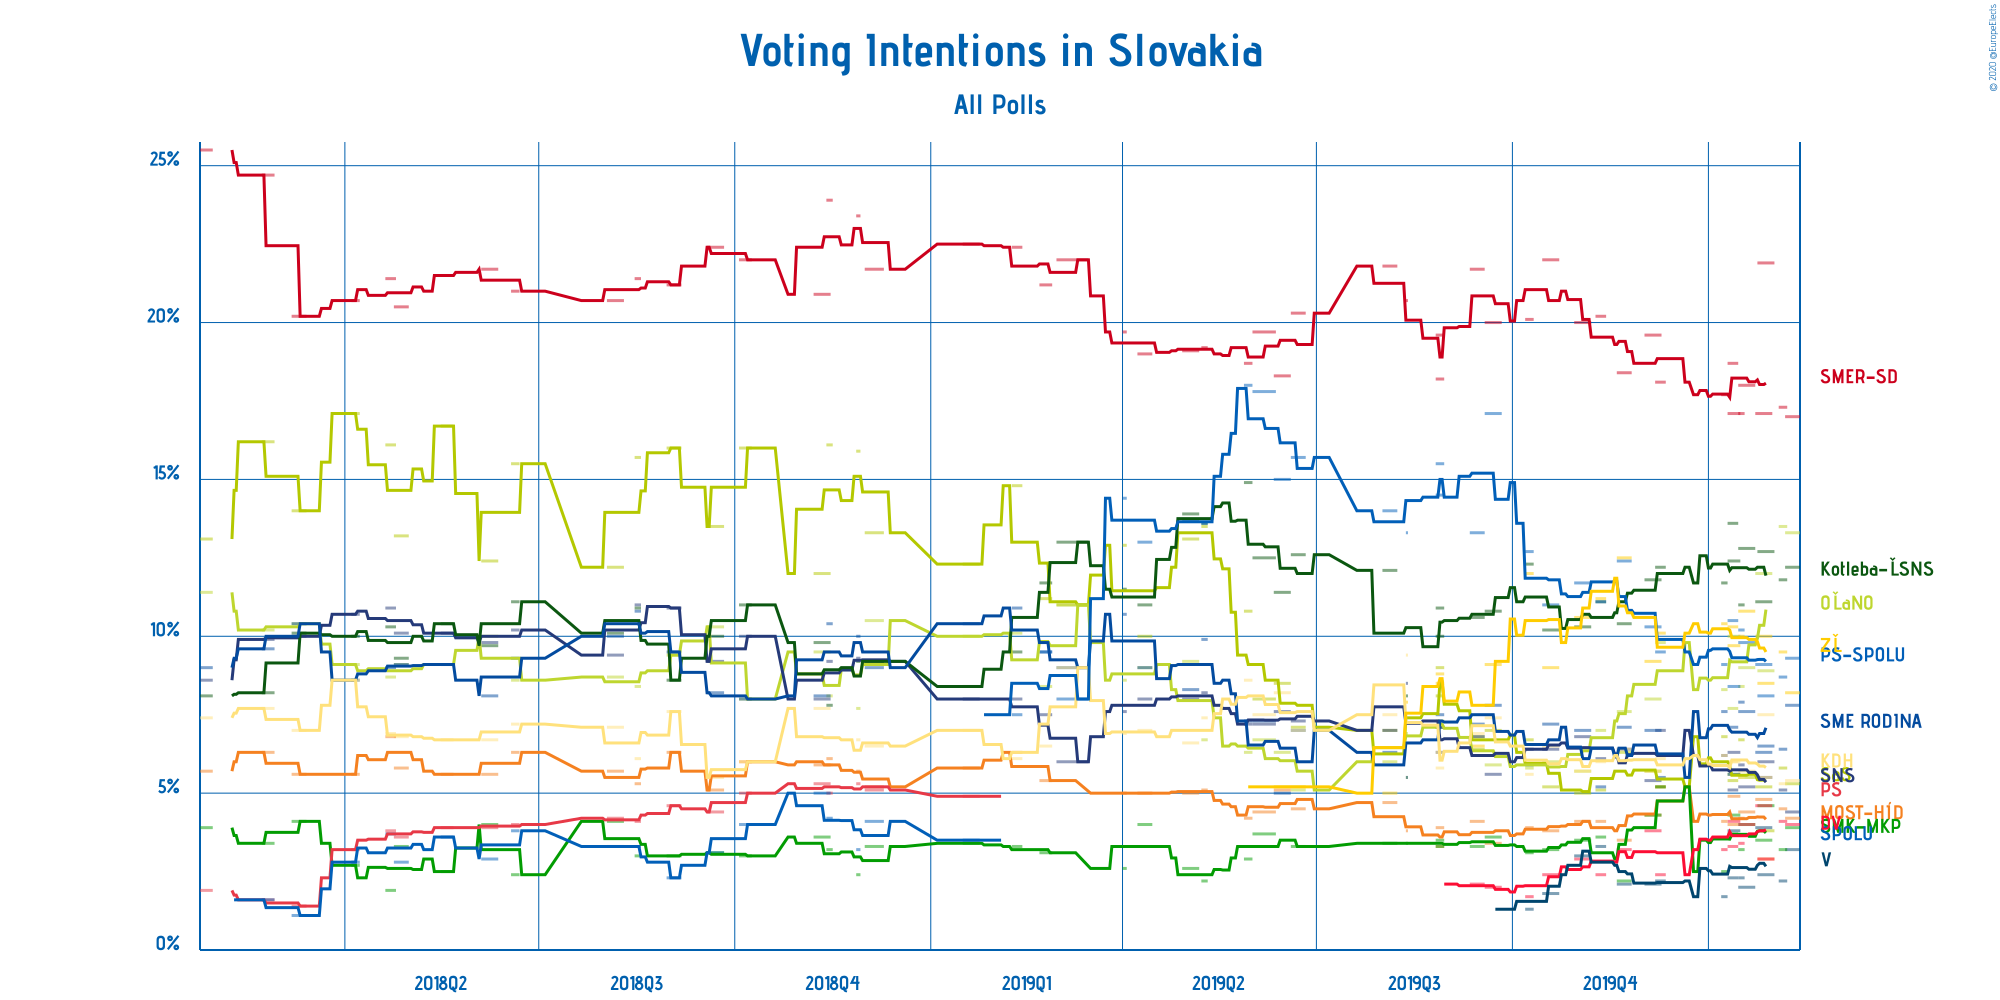 © 2020 @EuropeElects
Voting Intentions in Slovakia
All Polls
25%
20%
15%
10%
5%
0%
SMER-SD
Kotleba-ĽSNS
OĽaNO
ZĽ
PS-SPOLU
SME RODINA
KDH
SNS
PS
MOST-HÍD
SMK-MKP
SPOLU
V
2018Q2
2018Q3
2018Q4
2019Q1
2019Q2
2019Q3
2019Q4